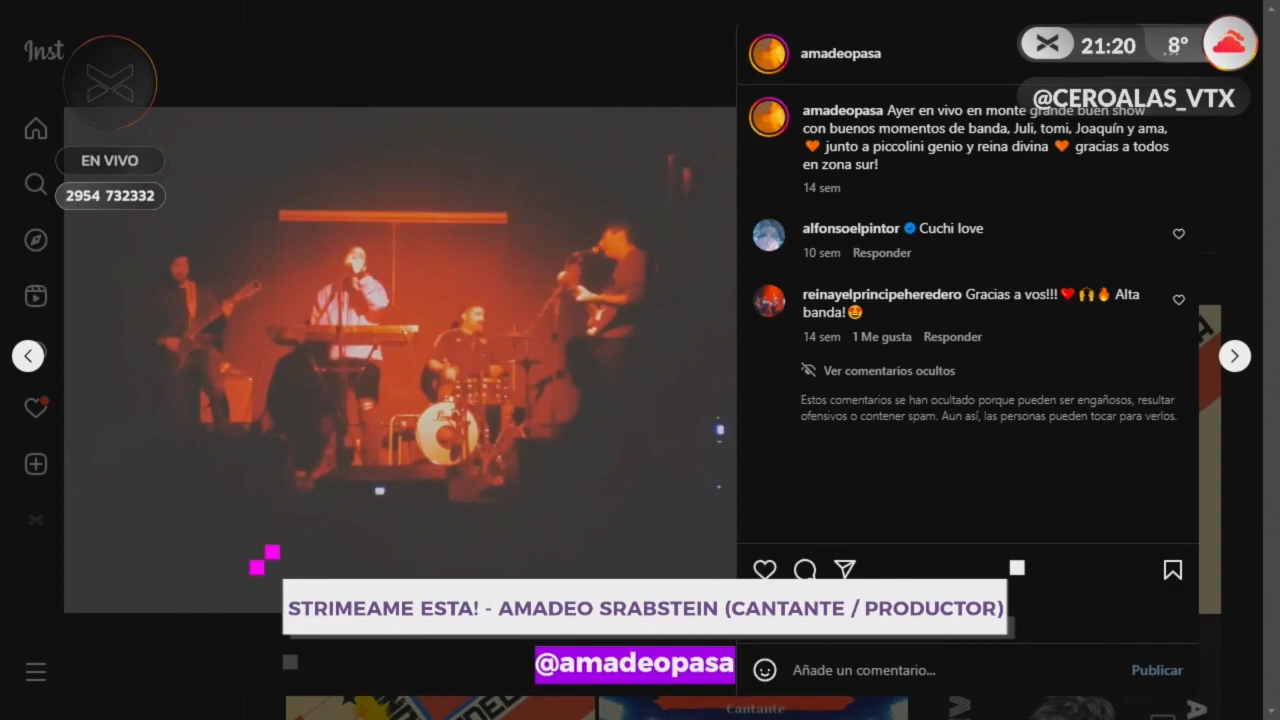 Inst
EN VIVO
2954 732332
21:20
8°
@CEROALAS_VTX
amadeopasa
amadeopasa Ayer en vivo en monte grande buen show
con buenos momentos de banda, Juli, tomi, Joaquín y ama,
🧡 junto a piccolini genio y reina divina 🧡 gracias a todos
en zona sur!
14 sem
alfonsoelpintor Cuchi love
10 sem Responder
reinayelprincipeheredero Gracias a vos!!!❤️🙌🔥 Alta
banda!🤩
14 sem 1 Me gusta Responder
Ver comentarios ocultos
Estos comentarios se han ocultado porque pueden ser engañosos, resultar
ofensivos o contener spam. Aun así, las personas pueden tocar para verlos.
STRIMEAME ESTA! - AMADEO SRABSTEIN (CANTANTE / PRODUCTOR)
@amadeopasa
Añade un comentario...
Publicar
Cantante